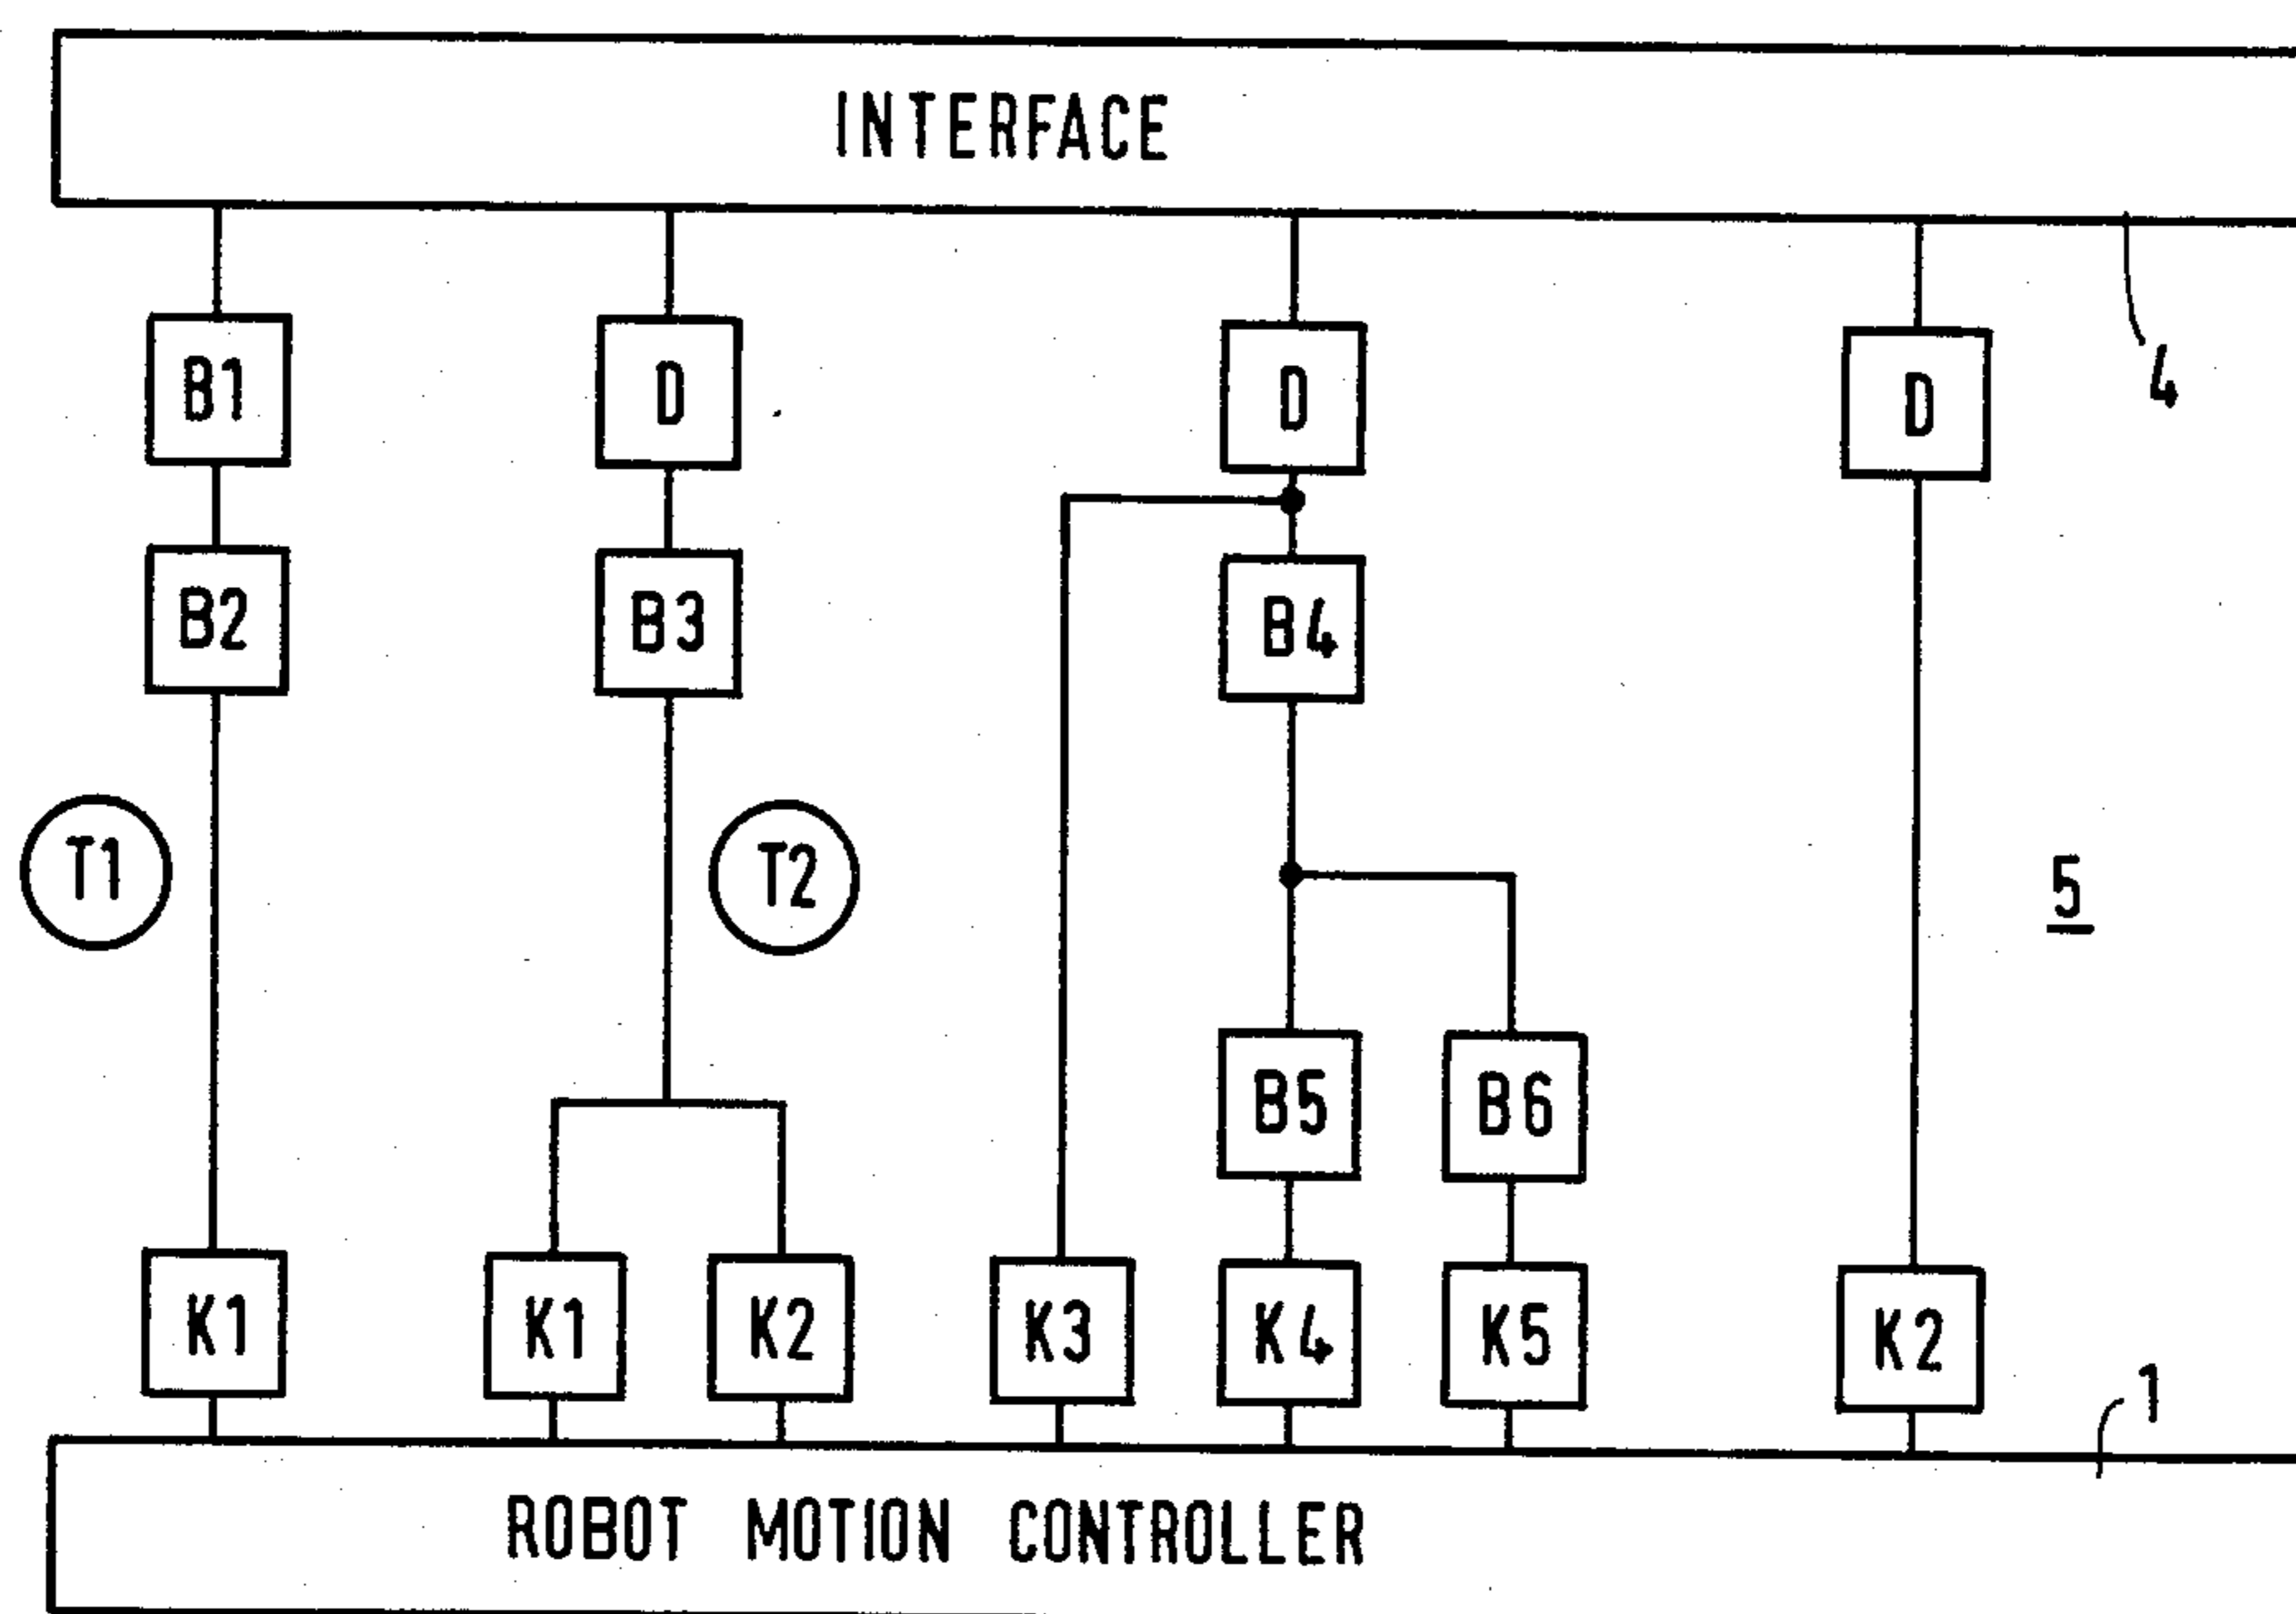 INTERFACE
B1 D D D 4
B2 B3 B4
T1 T2 5
B5 B6
K1 K1 K2 K3 K4 K5 K2 1
ROBOT MOTION CONTROLLER